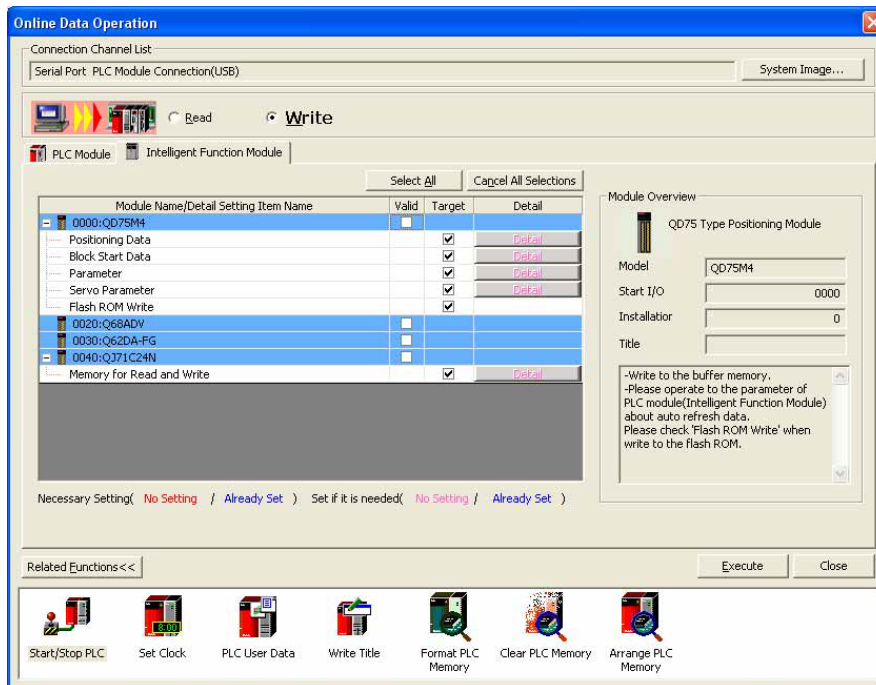 Online Data Operation
Connection Channel List
Serial Port PLC Module Connection(USB)
System Image...
Read
Write
PLC Module
Intelligent Function Module
Select All
Cancel All Selections
Module Name/Detail Setting Item Name Valid Target Detail
0000:QD75M4
Positioning Data Detail
Block Start Data Detail
Parameter Detail
Servo Parameter Detail
Flash ROM Write
0020:Q68ADV
0030:Q62DA-FG
0040:QJ71C24N
Memory for Read and Write Detail
Necessary Setting( No Setting / Already Set ) Set if it is needed( No Setting / Already Set )
Module Overview
QD75 Type Positioning Module
Model QD75M4
Start I/O 0000
Installatior 0
Title
-Write to the buffer memory.
-Please operate to the parameter of
PLC module(Intelligent Function Module)
about auto refresh data.
Please check 'Flash ROM Write' when
write to the flash ROM.
Related Functions<<
Execute
Close
Start/Stop PLC
Set Clock
PLC User Data
Write Title
Format PLC
Memory
Clear PLC Memory
Arrange PLC
Memory
8:00